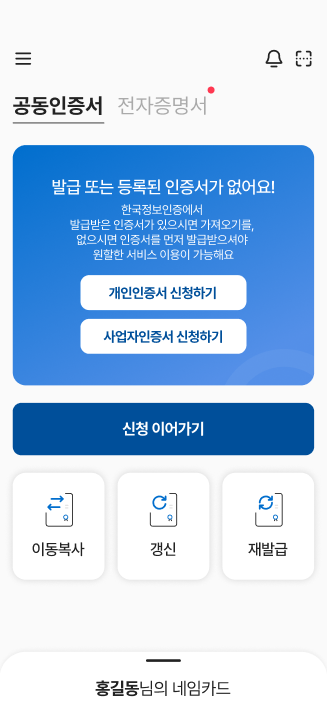 공동인증서 전자증명서
발급 또는 등록된 인증서가 없어요!
한국정보인증에서
발급받은 인증서가 있으시면 가져오기를,
없으시면 인증서를 먼저 발급받으셔야
원할한 서비스 이용이 가능해요
개인인증서 신청하기
사업자인증서 신청하기
신청 이어가기
이동복사 갱신 재발급
홍길동님의 네임카드